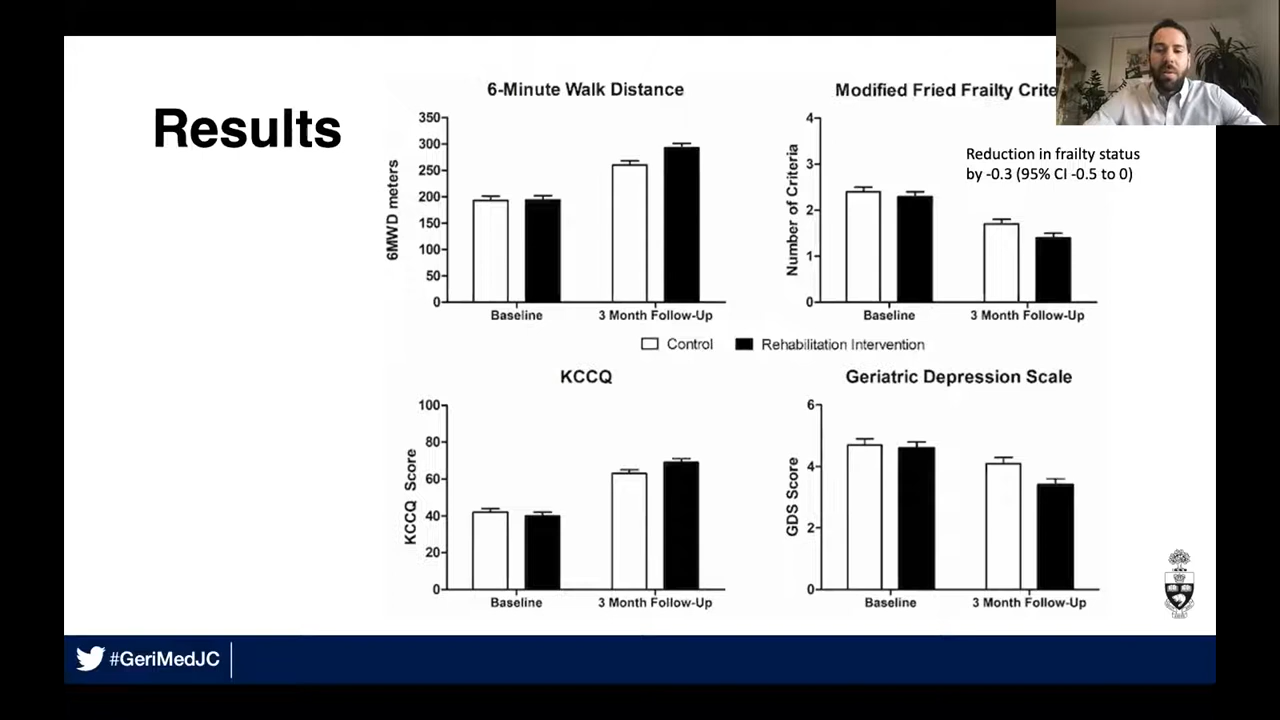 Results
6-Minute Walk Distance
350
300
250
200
150
100
50
0
6MWD meters
Baseline
3 Month Follow-Up
Modified Fried Frailty Crite
4
3
2
1
0
Number of Criteria
Reduction in frailty status
by -0.3 (95% CI -0.5 to 0)
Baseline
3 Month Follow-Up
Control
Rehabilitation Intervention
KCCQ
100
80
60
40
20
0
KCCQ Score
Baseline
3 Month Follow-Up
Geriatric Depression Scale
6
4
2
0
GDS Score
Baseline
3 Month Follow-Up
#GeriMedJC